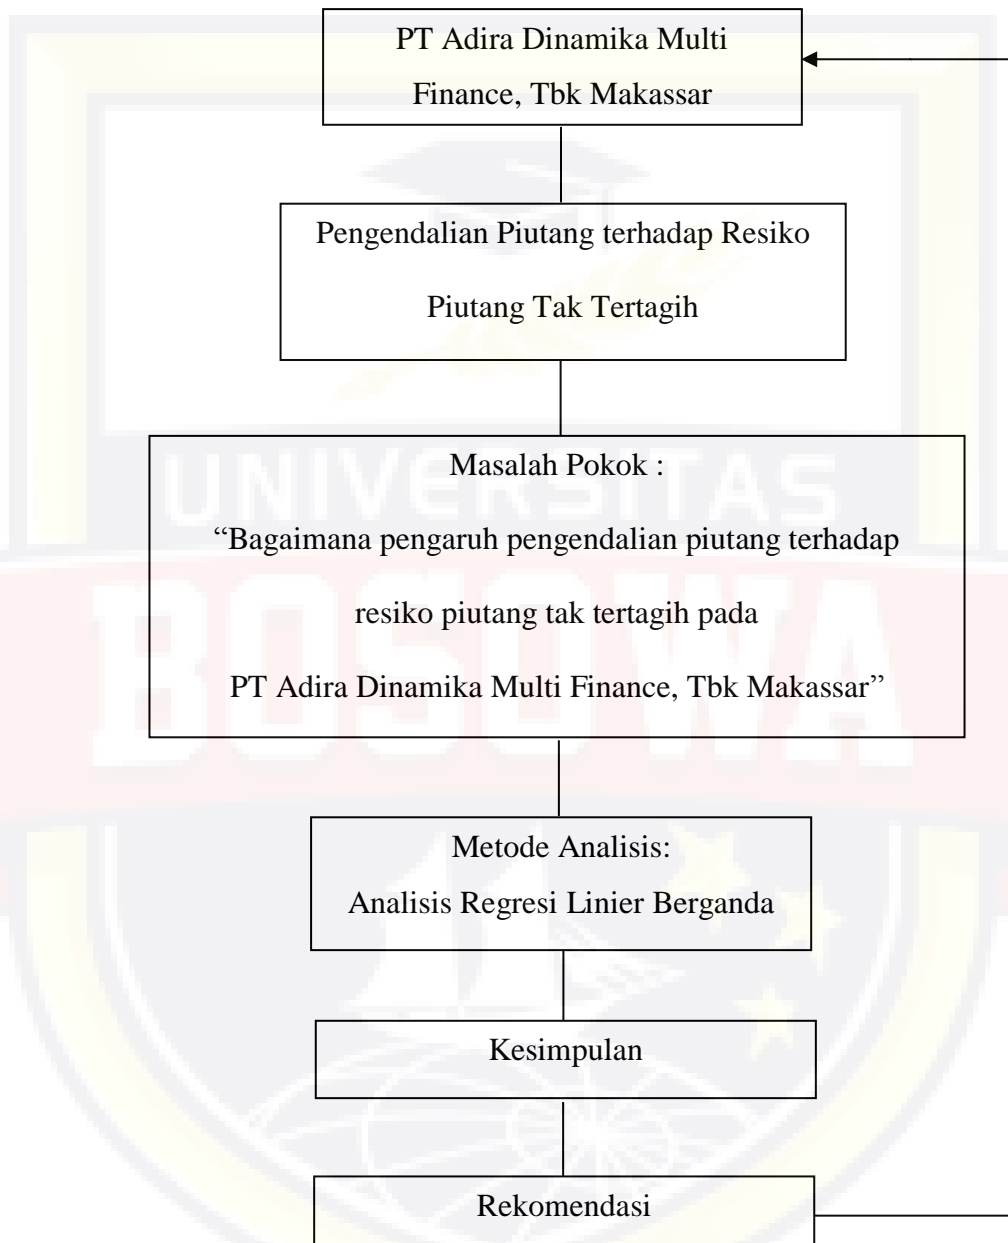 PT Adira Dinamika Multi
Finance, Tbk Makassar
Pengendalian Piutang terhadap Resiko
Piutang Tak Tertagih
Masalah Pokok :
“Bagaimana pengaruh pengendalian piutang terhadap
resiko piutang tak tertagih pada
PT Adira Dinamika Multi Finance, Tbk Makassar”
UNIVERSITAS
BOSOWA
Metode Analisis:
Analisis Regresi Linier Berganda
Kesimpulan
Rekomendasi